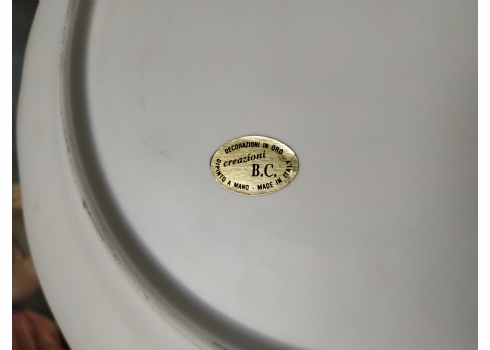 DECORAZIONI IN ORO
creazioni
B.C.
DIPINTO A MANO - MADE IN ITALY